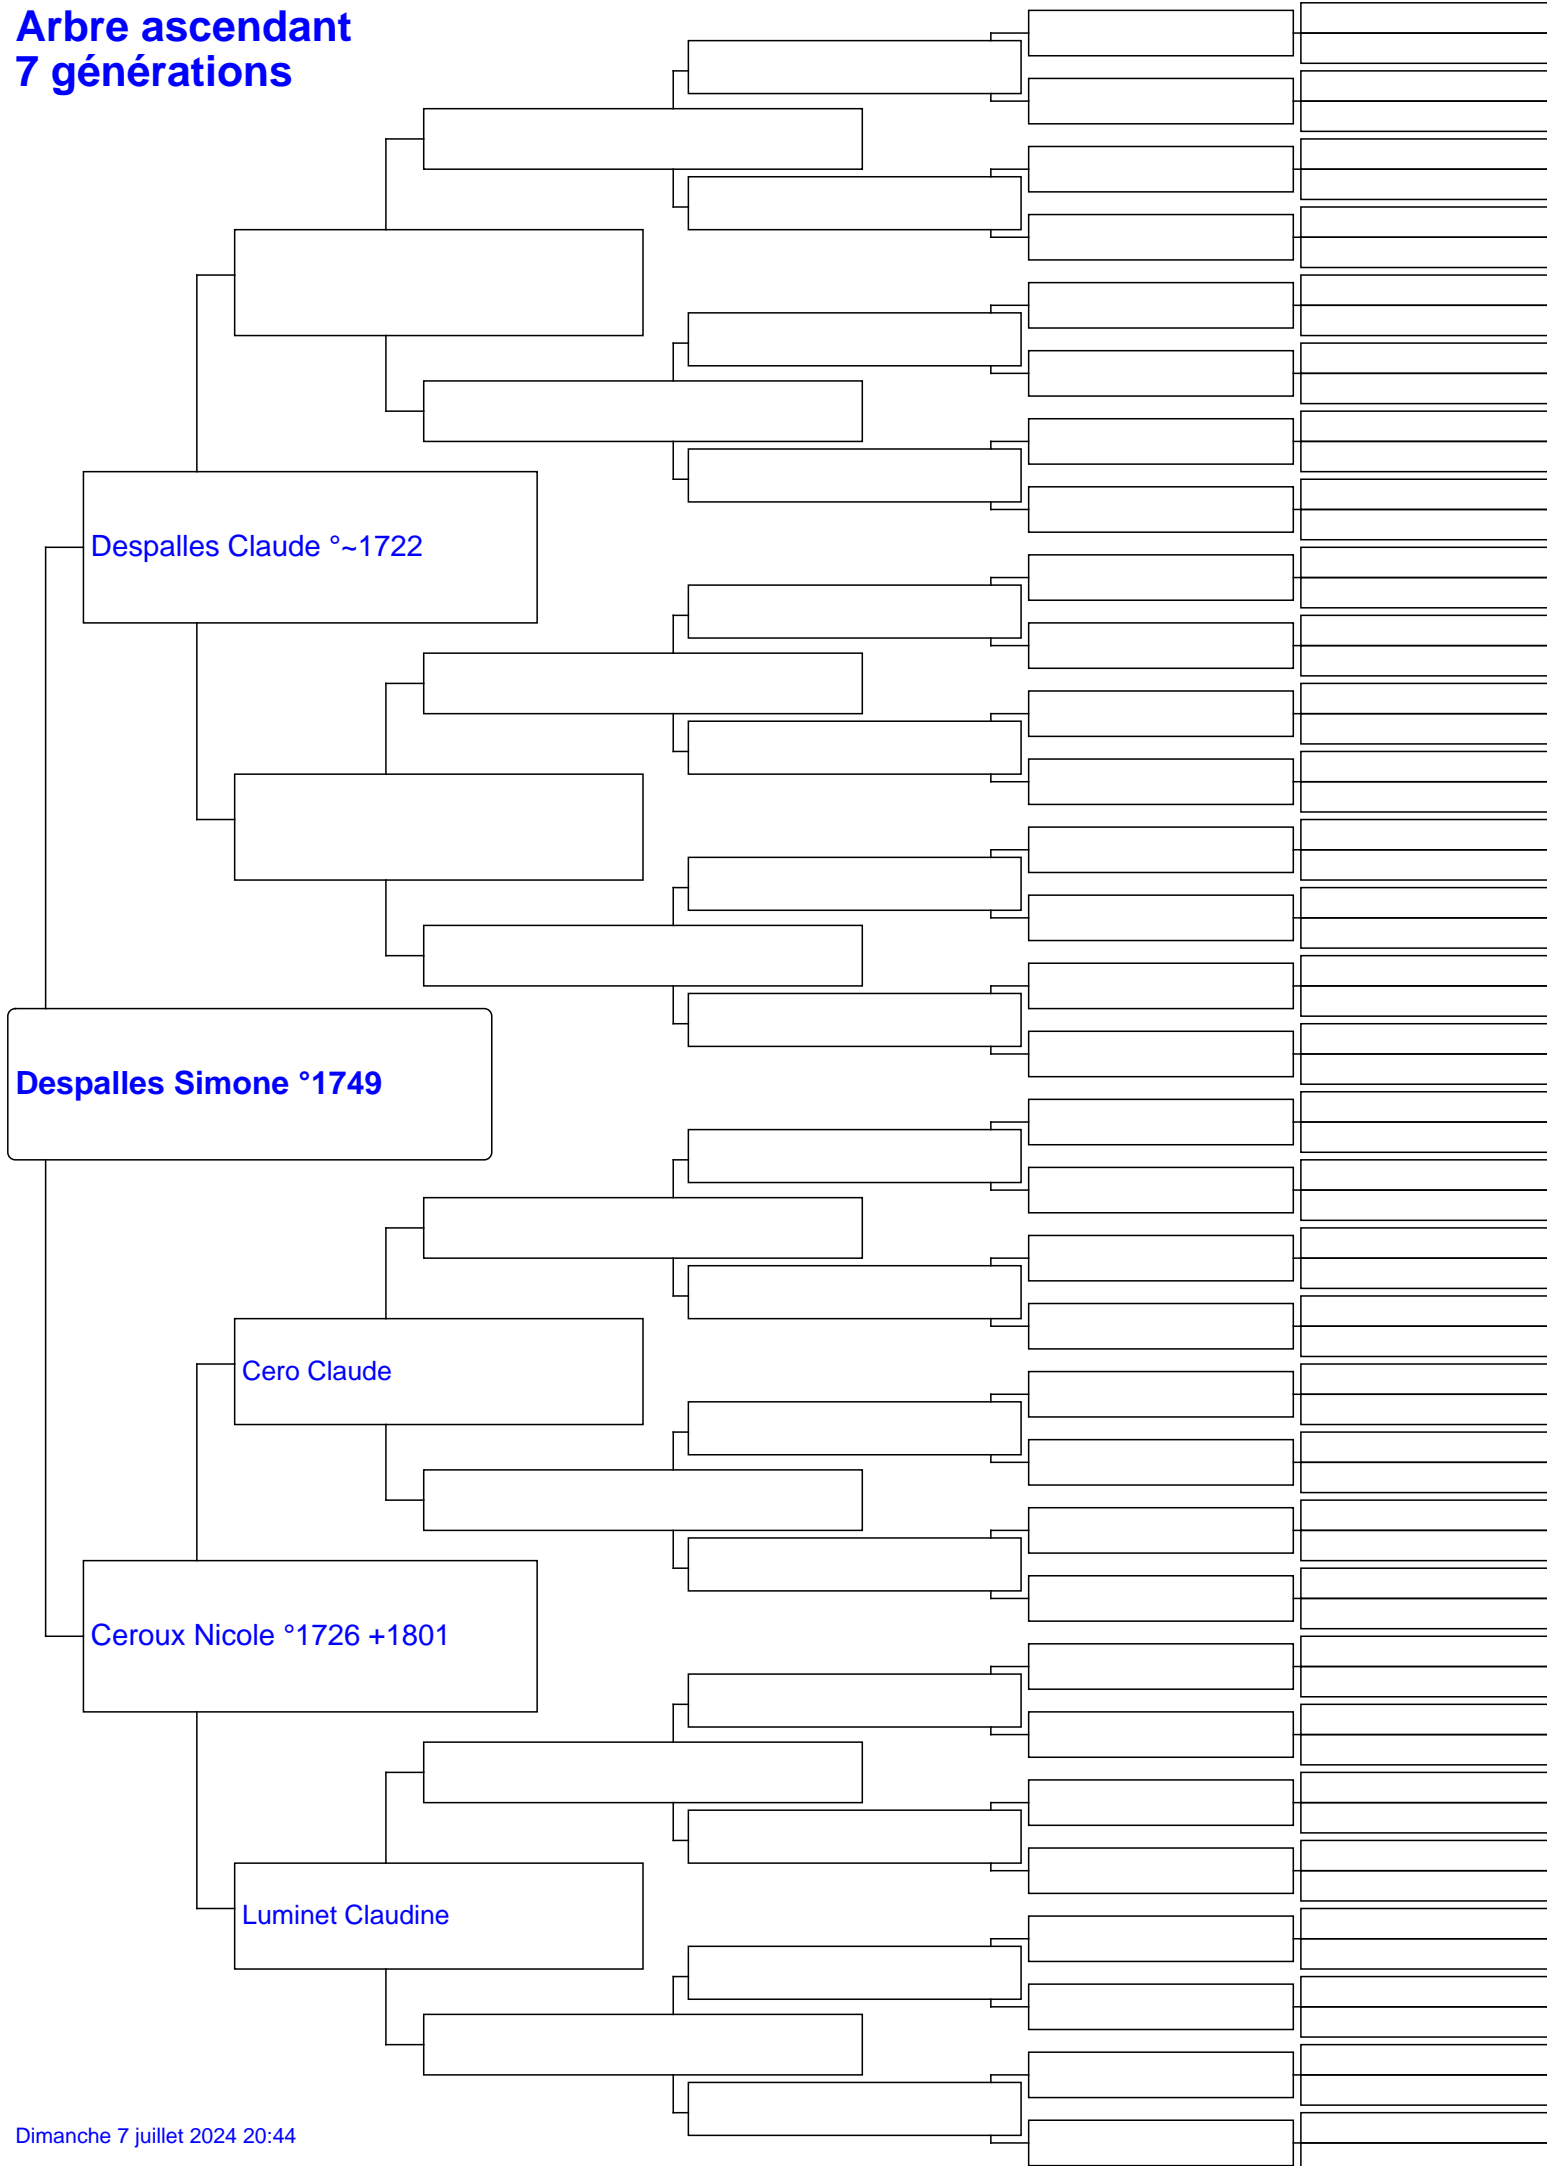 Arbre ascendant
7 générations
Despalles Claude °~1722
Despalles Simone °1749
Cero Claude
Ceroux Nicole °1726 +1801
Luminet Claudine
Dimanche 7 juillet 2024 20:44